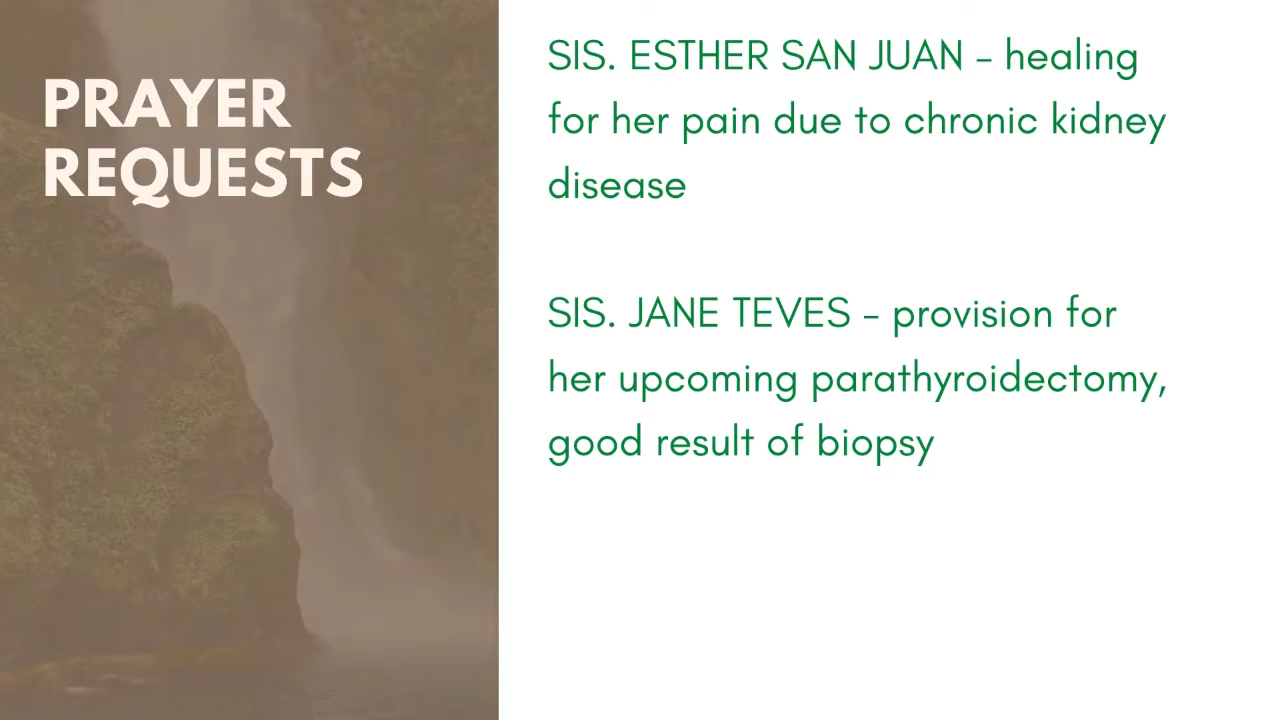 PRAYER
REQUESTS
SIS. ESTHER SAN JUAN – healing
for her pain due to chronic kidney
disease
SIS. JANE TEVES – provision for
her upcoming parathyroidectomy,
good result of biopsy